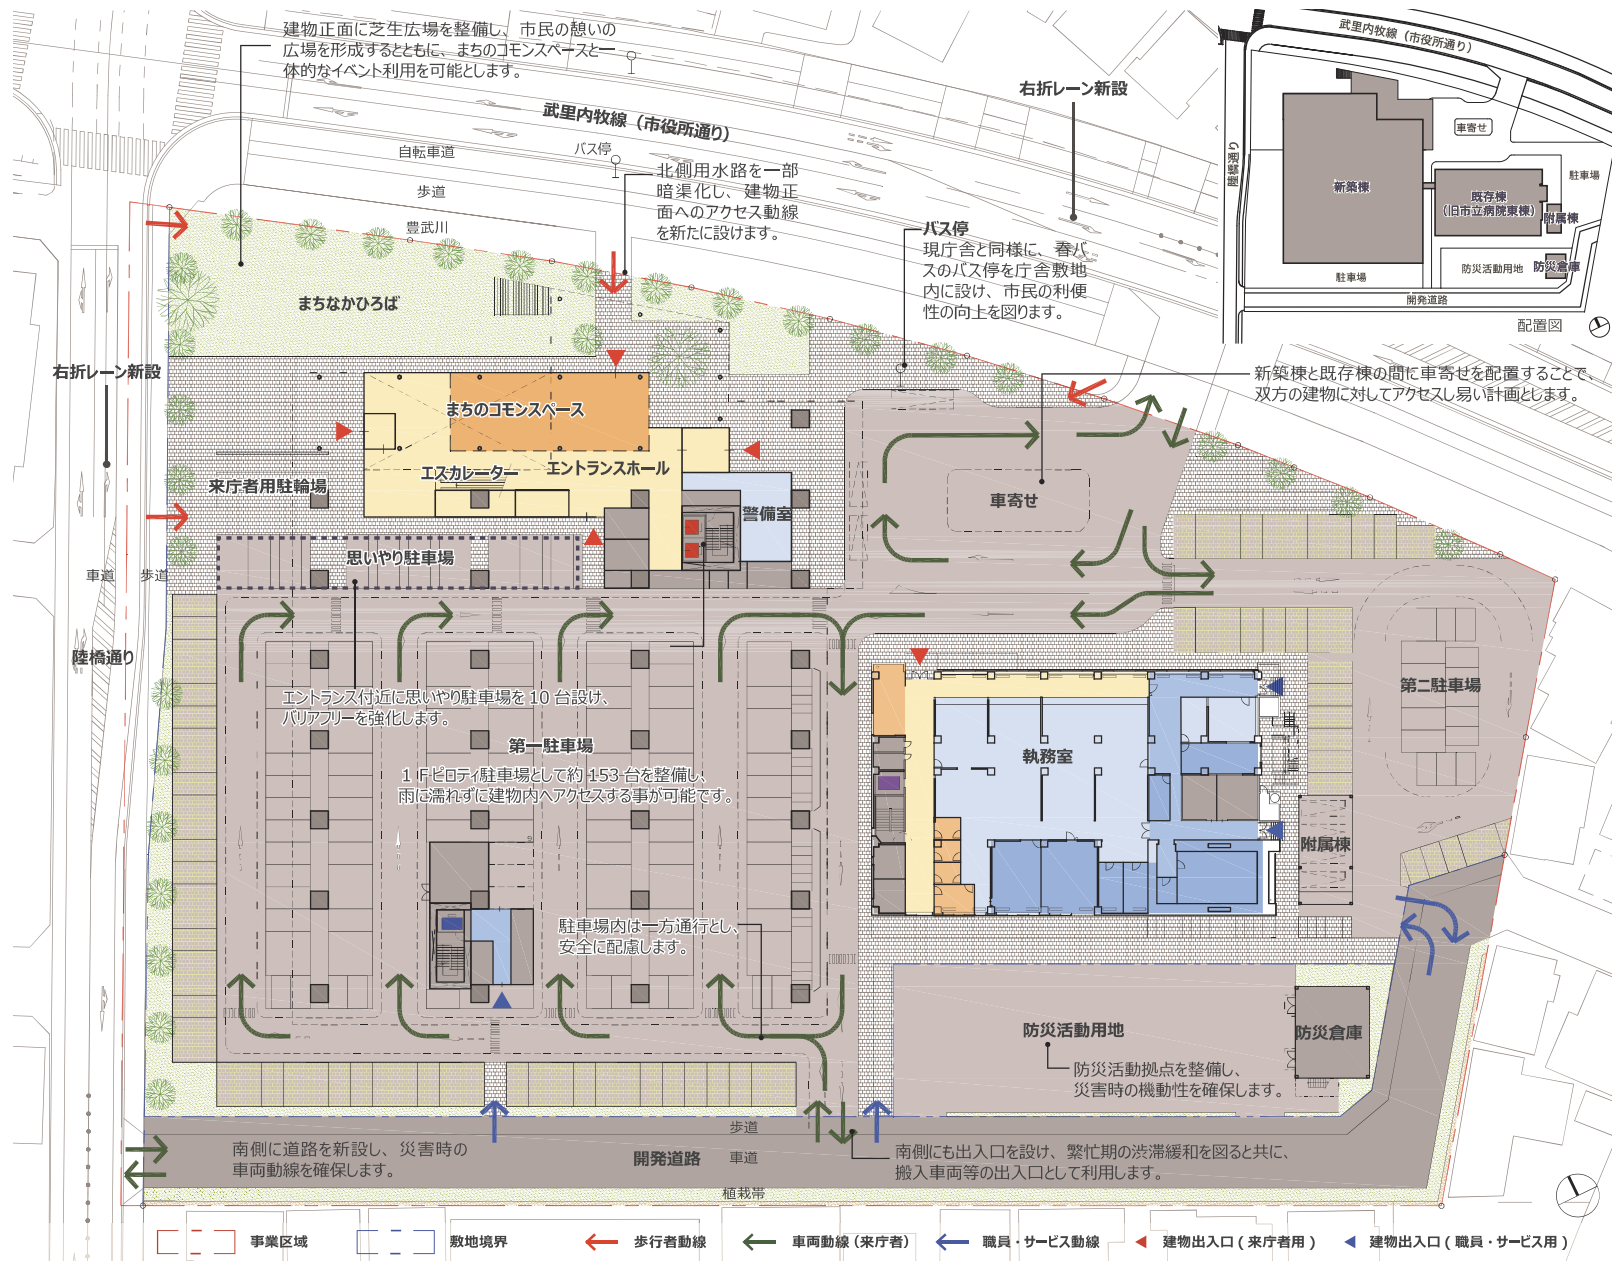 建物正面に芝生広場を整備し、市民の憩いの
広場を形成するとともに、まちのコモンスペースと一
体的なイベント利用を可能とします。
武里内牧線（市役所通り）
右折レーン新設
自転車道
バス停
歩道
豊武川
北側用水路を一部
暗渠化し、建物正
面へのアクセス動線
を新たに設けます。
バス停
現庁舎と同様に、春バ
スのバス停を庁舎敷地
内に設け、市民の利便
性の向上を図ります。
武里内牧線（市役所通り）
陸橋通り
車寄せ
新築棟
既存棟
（旧市立病院東棟）
附属棟
駐車場
防災活動用地
防災倉庫
駐車場
開発道路
配置図
まちなかひろば
右折レーン新設
新築棟と既存棟の間に車寄せを配置することで、
双方の建物に対してアクセスし易い計画とします。
まちのコモンスペース
エスカレーター
エントランスホール
来庁者用駐輪場
警備室
車寄せ
思いやり駐車場
車道
歩道
陸橋通り
エントランス付近に思いやり駐車場を 10 台設け、
バリアフリーを強化します。
第一駐車場
1 F ピロティ駐車場として約 153 台を整備し、
雨に濡れずに建物内へアクセスする事が可能です。
執務室
第二駐車場
附属棟
駐車場内は一方通行とし、
安全に配慮します。
防災活動用地
防災倉庫
防災活動拠点を整備し、
災害時の機動性を確保します。
歩道
南側に道路を新設し、災害時の
車両動線を確保します。
開発道路
車道
南側にも出入口を設け、繁忙期の渋滞緩和を図ると共に、
搬入車両等の出入口として利用します。
植栽帯
事業区域
敷地境界
歩行者動線
車両動線（来庁者）
職員・サービス動線
建物出入口 ( 来庁者用 )
建物出入口 ( 職員・サービス用 )